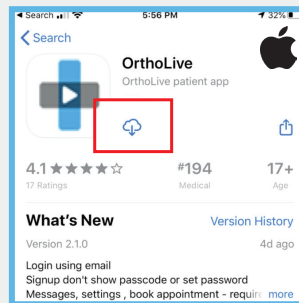 Search
5:56 PM
32%
Search
OrthoLive
OrthoLive patient app
4.1
#194
17+
17 Ratings
Medical
Age
What's New
Version History
Version 2.1.0
4d ago
Login using email
Signup don't show passcode or set password
Messages, settings , book appointment - require more